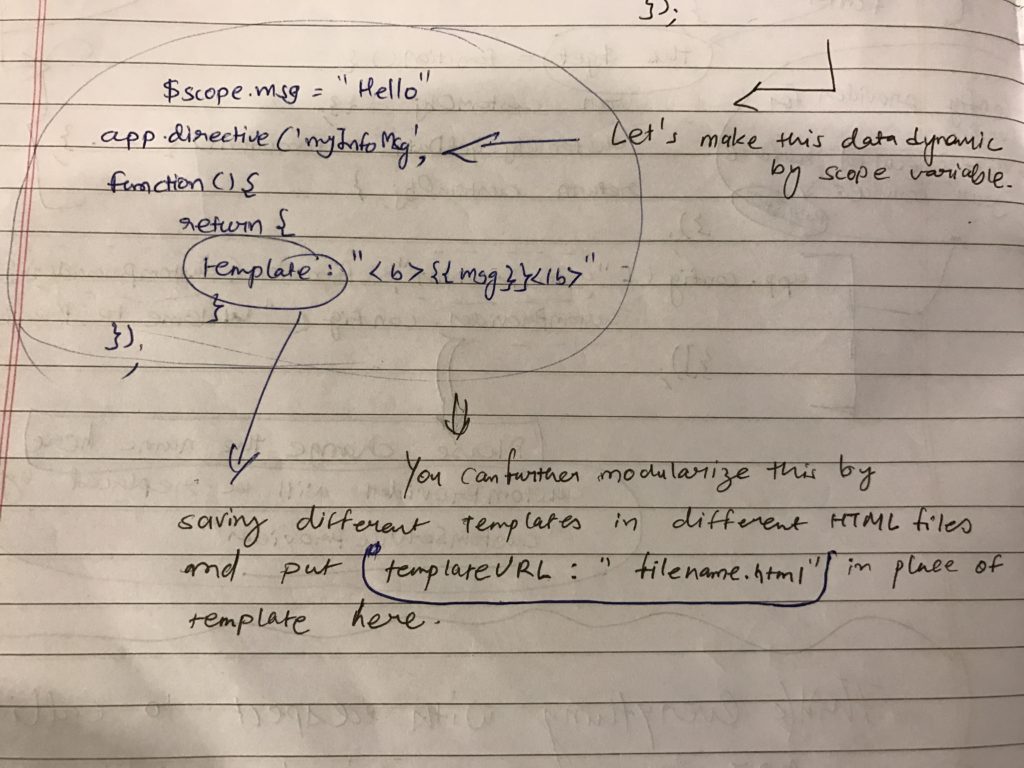 });
$scope.msg = "Hello"
app.directive('myInfoMsg',
Let's make this data dynamic
by scope variable.
function(){
return {
template: "<b>{{msg}}</b>"
}
});
You can further modularize this by
saving different templates in different HTML files
and put "templateURL : "filename.html" in place of
template here.